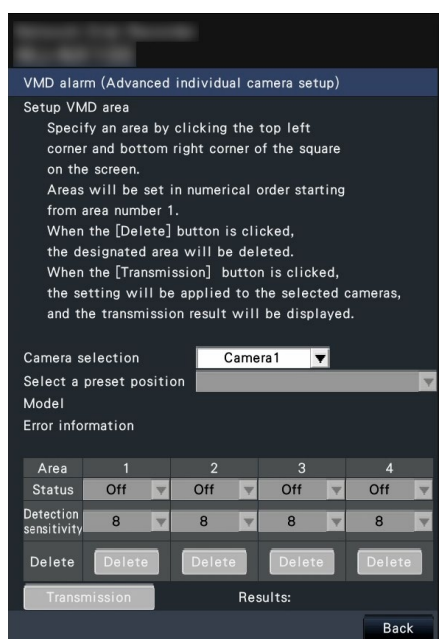 VMD alarm (Advanced individual camera setup)
Setup VMD area
Specify an area by clicking the top left
corner and bottom right corner of the square
on the screen.
Areas will be set in numerical order starting
from area number 1.
When the [Delete] button is clicked,
the designated area will be deleted.
When the [Transmission] button is clicked,
the setting will be applied to the selected cameras,
and the transmission result will be displayed.
Camera selection Camera1
Select a preset position
Model
Error information
Area 1 2 3 4
Status Off Off Off Off
Detection
sensitivity 8 8 8 8
Delete Delete Delete Delete Delete
Transmission Results:
Back